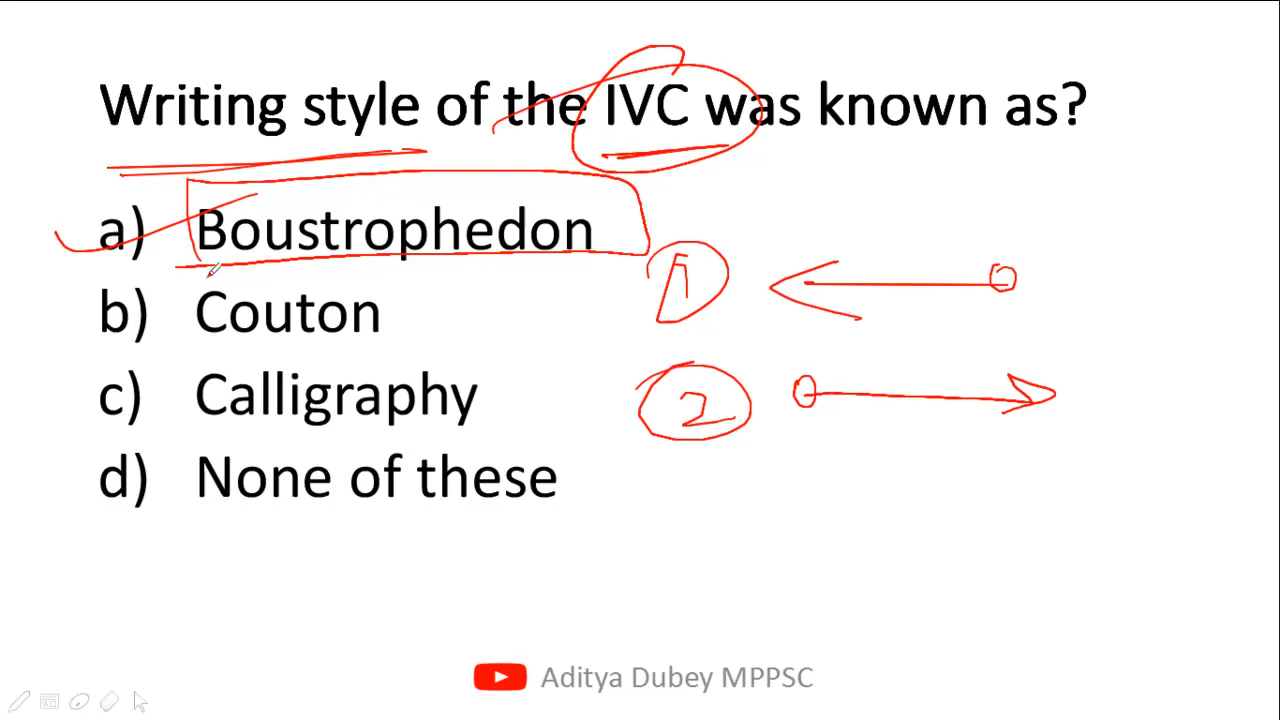 Writing style of the IVC was known as?
a) Boustrophedon
1
b) Couton
c) Calligraphy
2
d) None of these
Aditya Dubey MPPSC